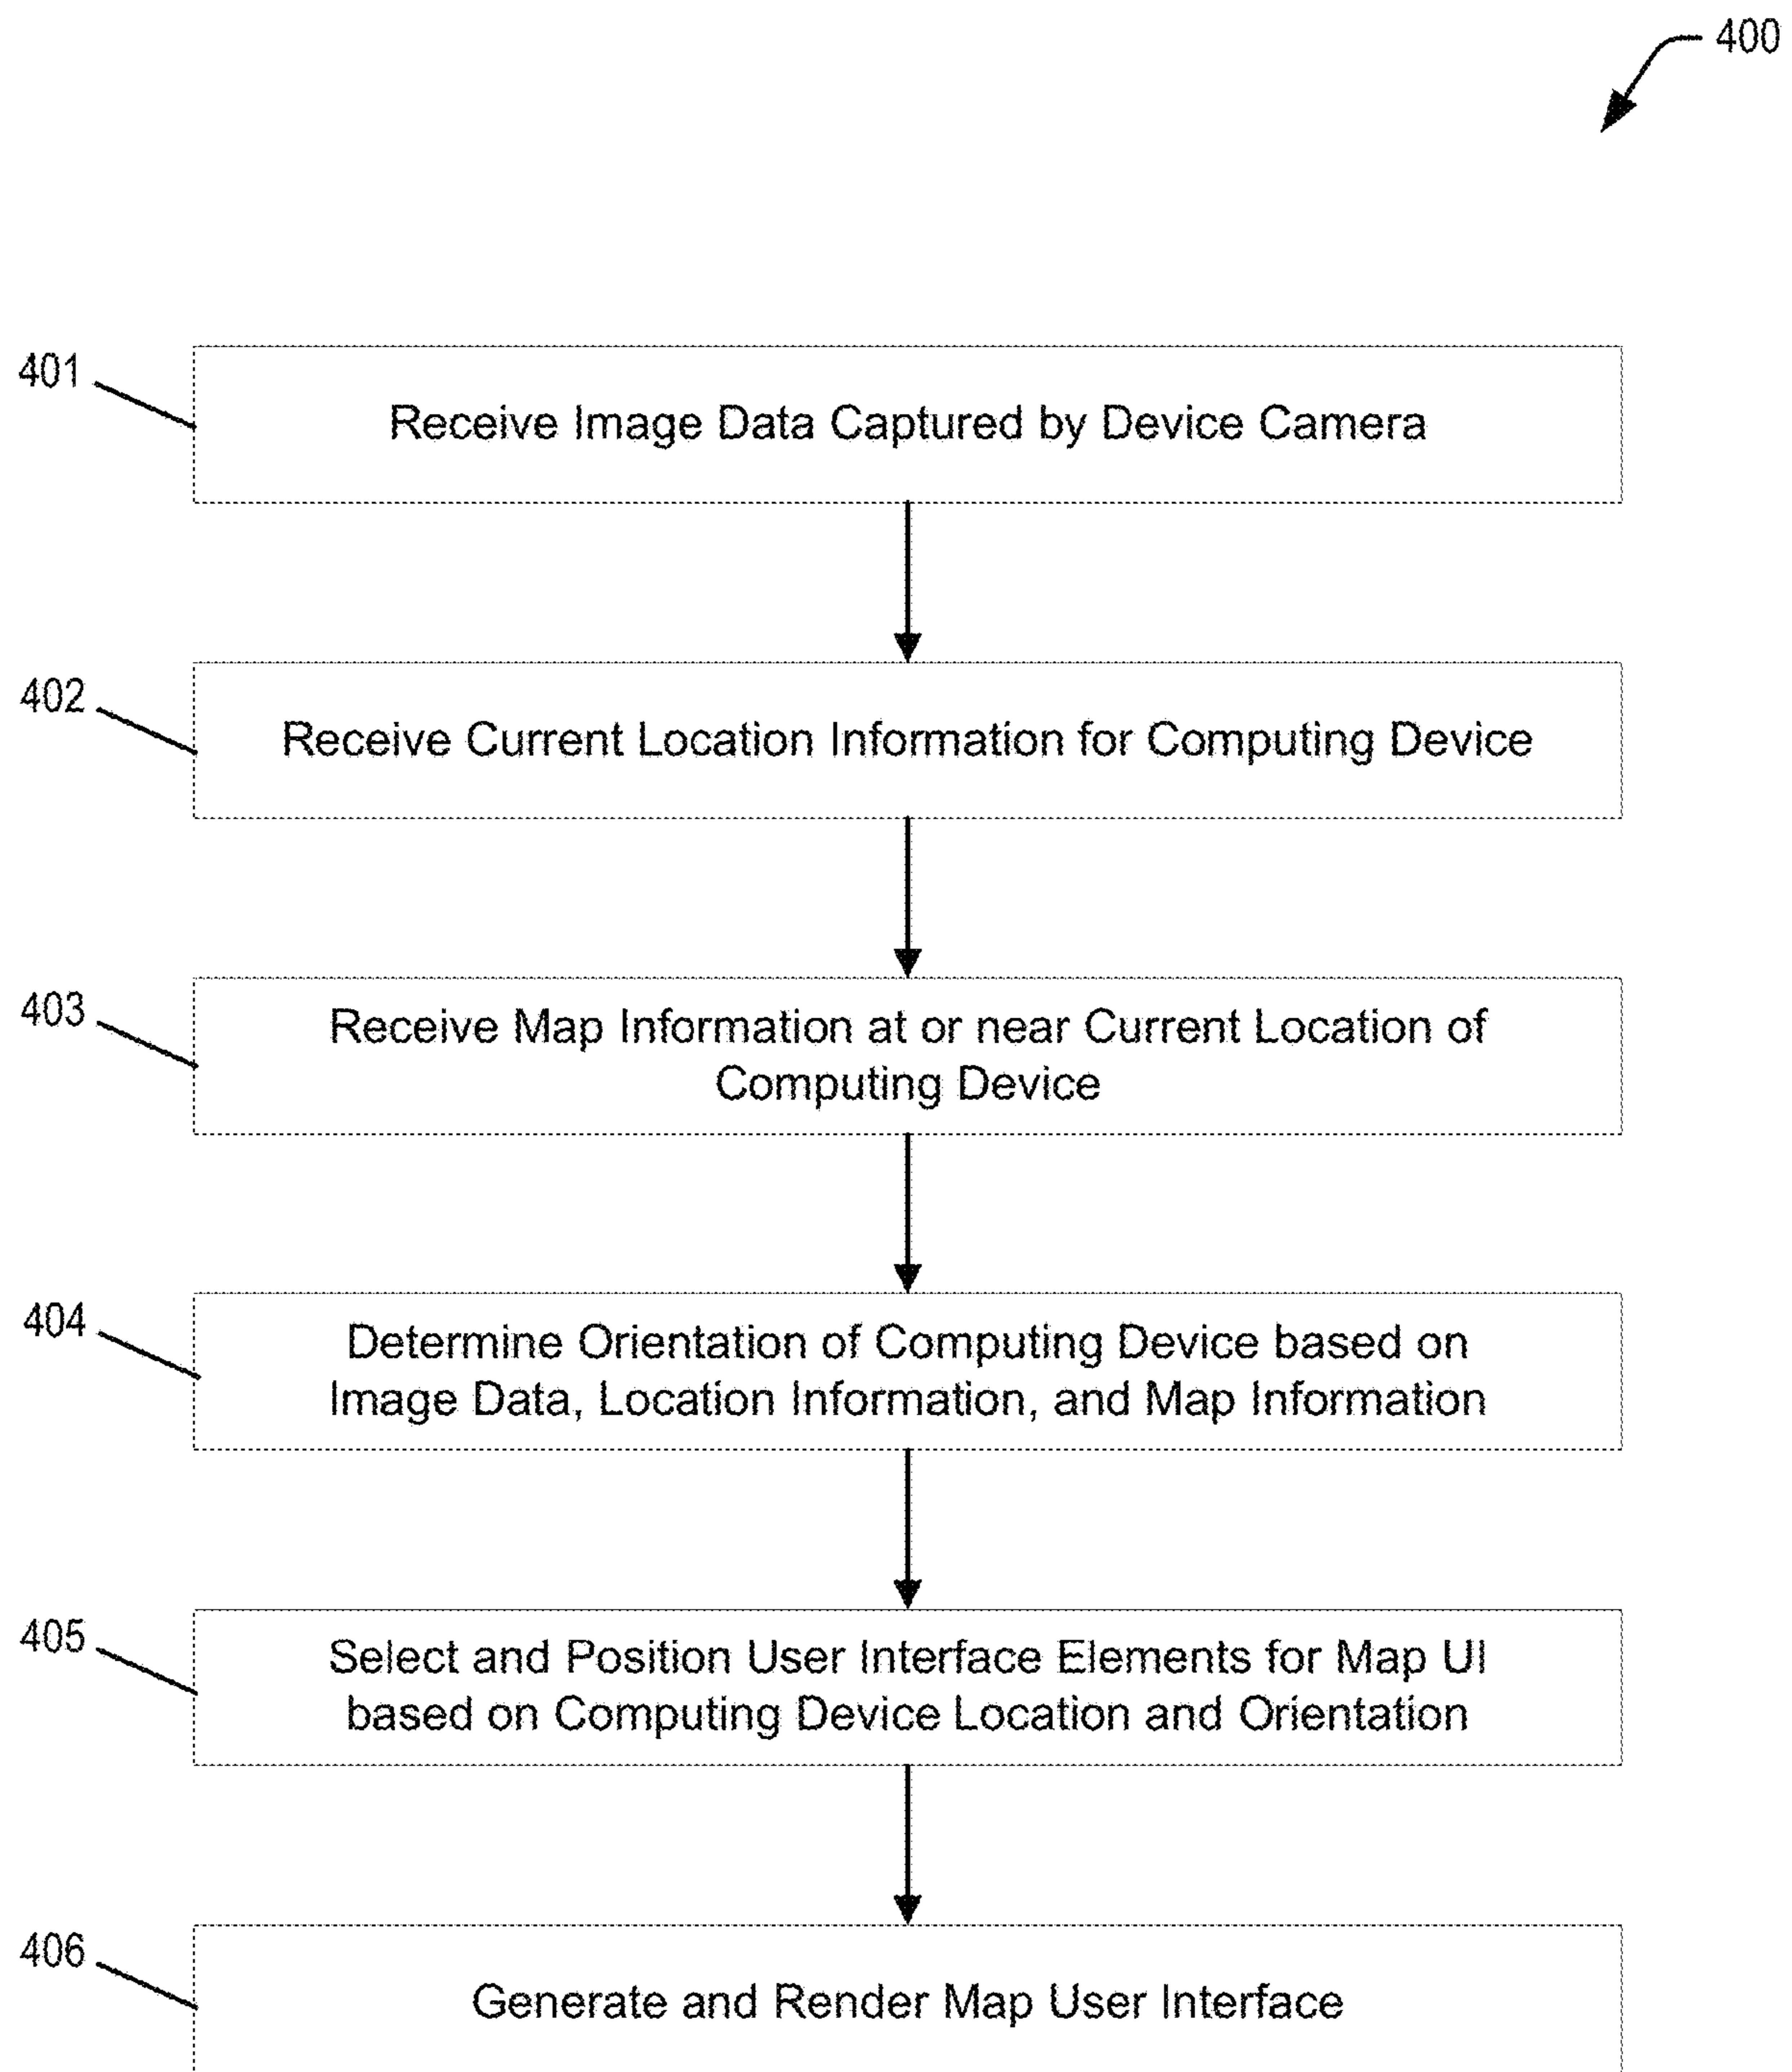 400
401
Receive Image Data Captured by Device Camera
402
Receive Current Location Information for Computing Device
403
Receive Map Information at or near Current Location of
Computing Device
404
Determine Orientation of Computing Device based on
Image Data, Location Information, and Map Information
405
Select and Position User Interface Elements for Map UI
based on Computing Device Location and Orientation
406
Generate and Render Map User Interface